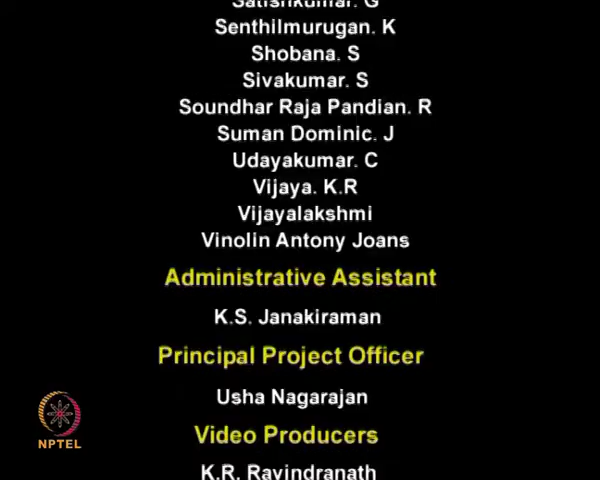 Satishkumar. G
Senthilmurugan. K
Shobana. S
Sivakumar. S
Soundhar Raja Pandian. R
Suman Dominic. J
Udayakumar. C
Vijaya. K.R
Vijayalakshmi
Vinolin Antony Joans
Administrative Assistant
K.S. Janakiraman
Principal Project Officer
Usha Nagarajan
Video Producers
K.R. Ravindranath
NPTEL